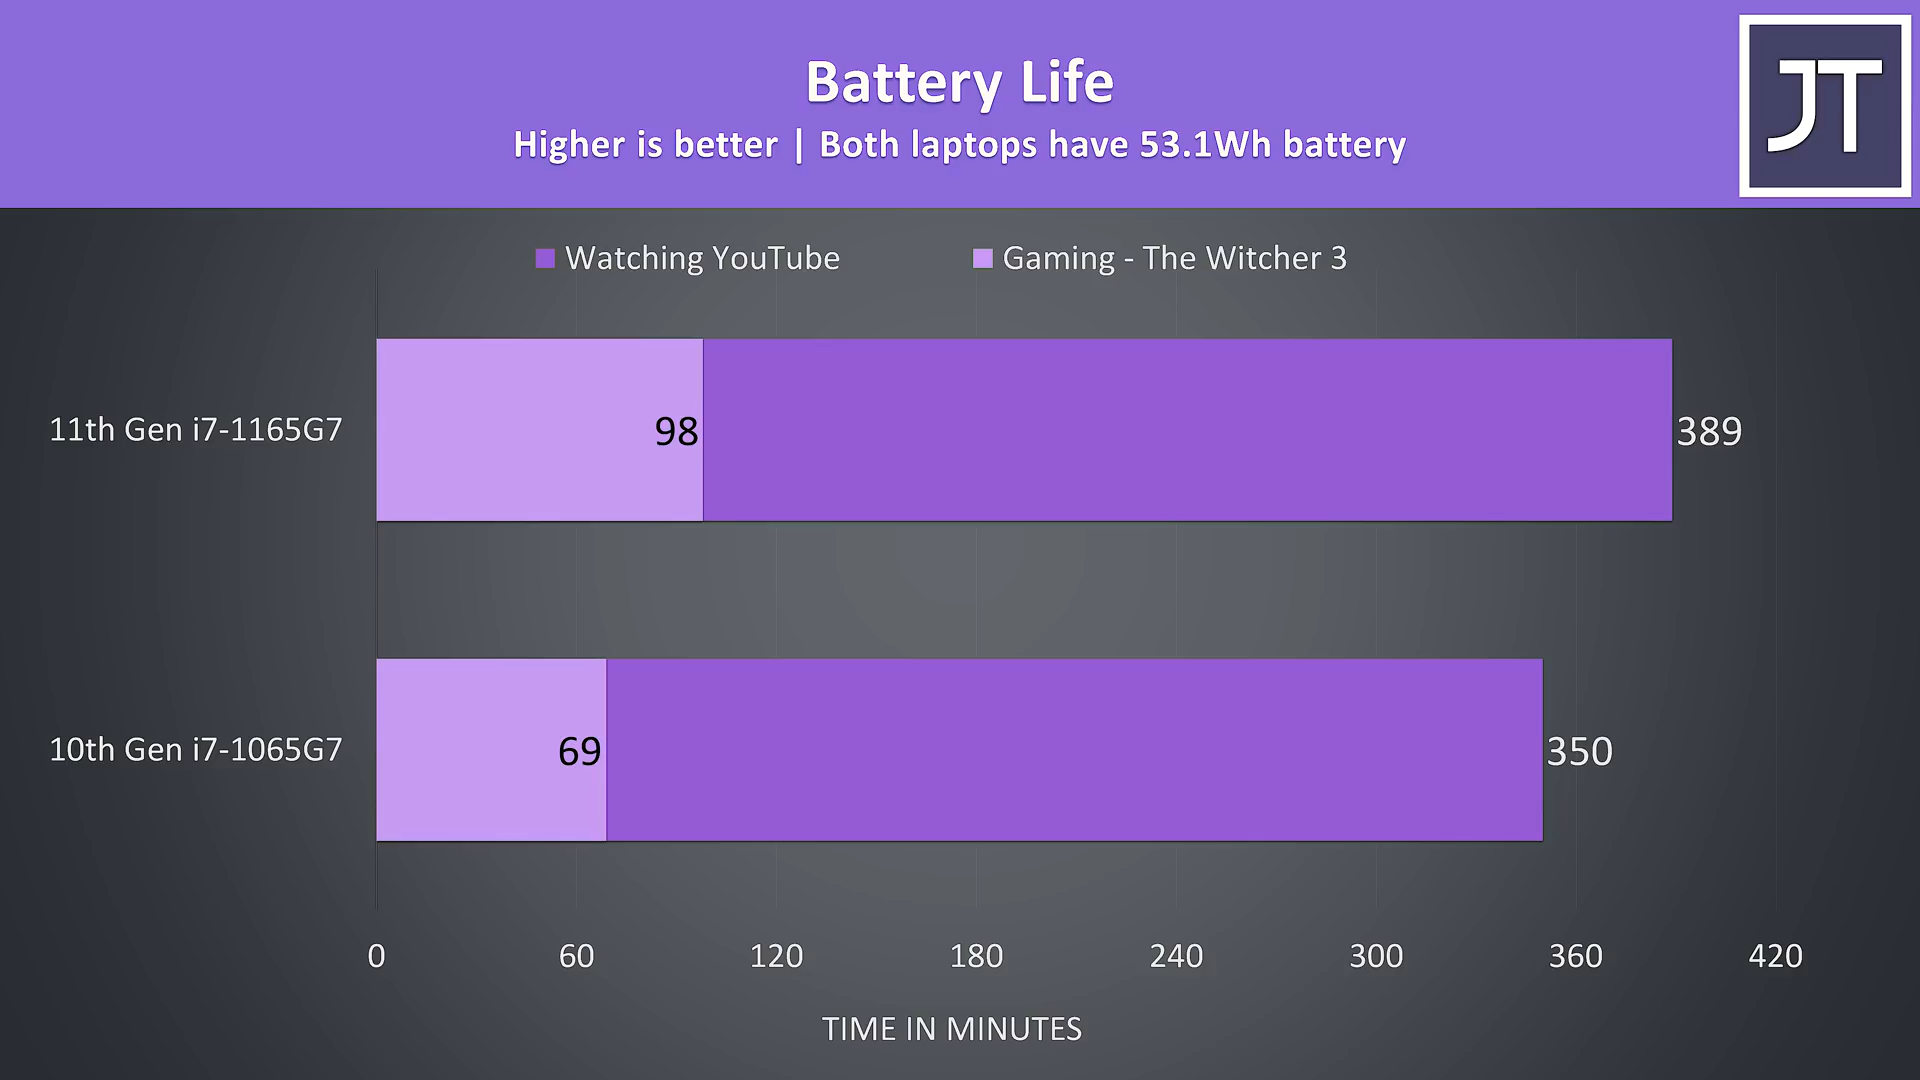 Battery Life
Higher is better | Both laptops have 53.1Wh battery
JT
Watching YouTube
Gaming - The Witcher 3
11th Gen i7-1165G7
98
389
10th Gen i7-1065G7
69
350
0 60 120 180 240 300 360 420
TIME IN MINUTES